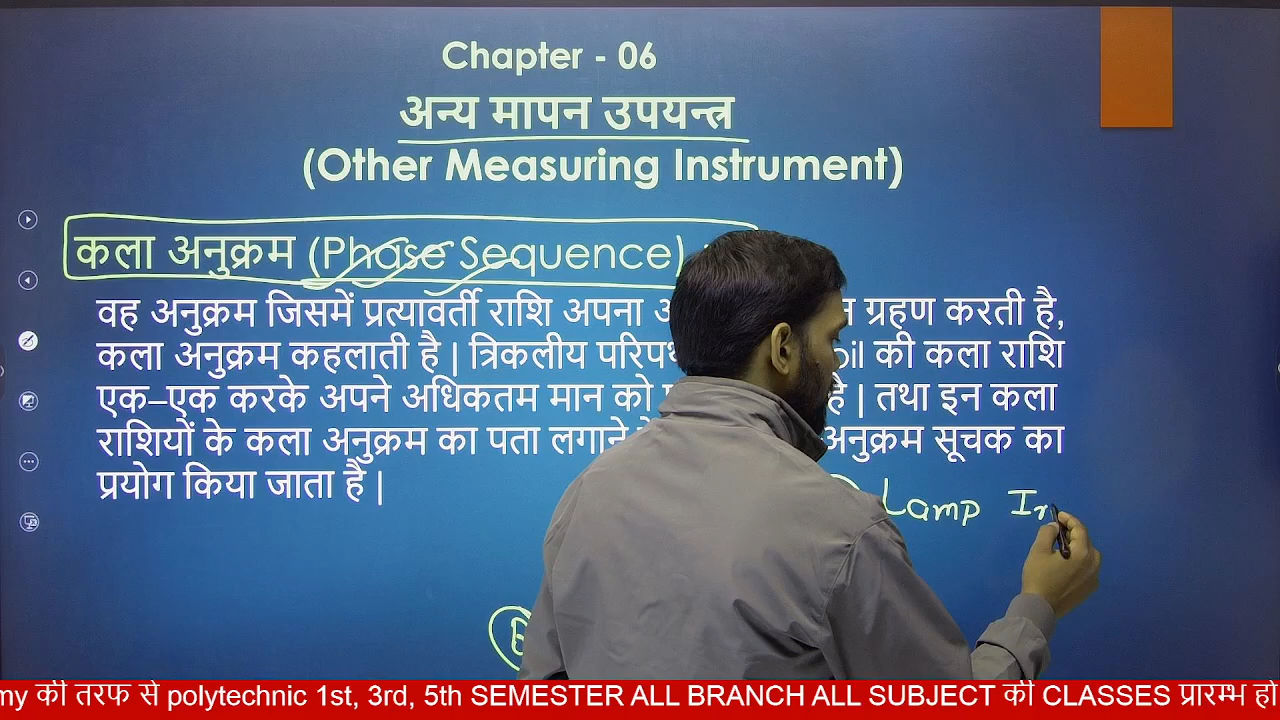 Chapter - 06
अन्य मापन उपयन्त्र
(Other Measuring Instrument)
कला अनुक्रम (Phase Sequence)
वह अनुक्रम जिसमें प्रत्यावर्ती राशि अपना ग्रहण करती है,
कला अनुक्रम कहलाती है | त्रिकलीय की कला राशि
एक–एक करके अपने अधिकतम मान को है | तथा इन कला
राशियों के कला अनुक्रम का पता लगाने अनुक्रम सूचक का
प्रयोग किया जाता है |
Lamp
की तरफ से polytechnic 1st, 3rd, 5th SEMESTER ALL BRANCH ALL SUBJECT की CLASSES प्रारम्भ